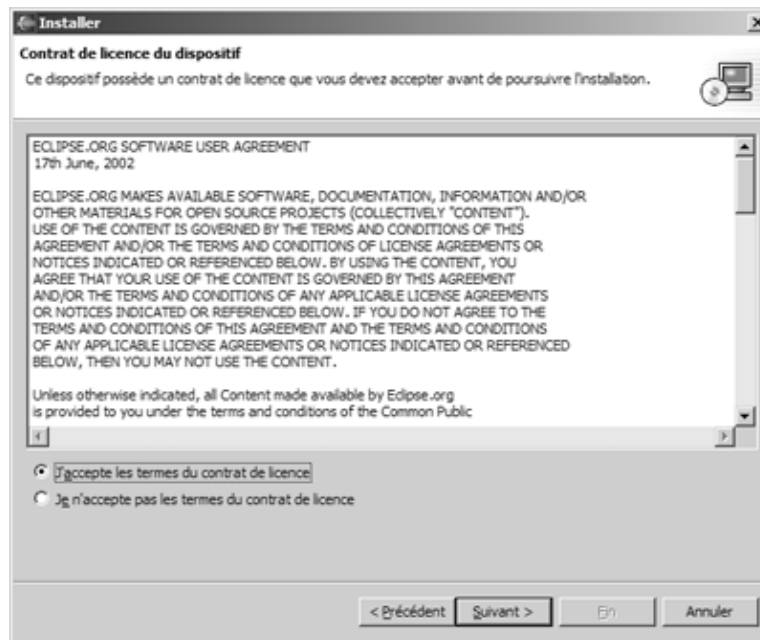 Installer
Contrat de licence du dispositif
Ce dispositif possède un contrat de licence que vous devez accepter avant de poursuivre l'installation.
ECLIPSE.ORG SOFTWARE USER AGREEMENT
17th June, 2002
ECLIPSE.ORG MAKES AVAILABLE SOFTWARE, DOCUMENTATION, INFORMATION AND/OR
OTHER MATERIALS FOR OPEN SOURCE PROJECTS (COLLECTIVELY "CONTENT").
USE OF THE CONTENT IS GOVERNED BY THE TERMS AND CONDITIONS OF THIS
AGREEMENT AND/OR THE TERMS AND CONDITIONS OF LICENSE AGREEMENTS OR
NOTICES INDICATED OR REFERENCED BELOW. BY USING THE CONTENT, YOU
AGREE THAT YOUR USE OF THE CONTENT IS GOVERNED BY THIS AGREEMENT
AND/OR THE TERMS AND CONDITIONS OF ANY APPLICABLE LICENSE AGREEMENTS
OR NOTICES INDICATED OR REFERENCED BELOW. IF YOU DO NOT AGREE TO THE
TERMS AND CONDITIONS OF THIS AGREEMENT AND THE TERMS AND CONDITIONS
OF ANY APPLICABLE LICENSE AGREEMENTS OR NOTICES INDICATED OR REFERENCED
BELOW, THEN YOU MAY NOT USE THE CONTENT.
Unless otherwise indicated, all Content made available by Eclipse.org
is provided to you under the terms and conditions of the Common Public
J'accepte les termes du contrat de licence
Je n'accepte pas les termes du contrat de licence
< Précédent Suivant > Fin Annuler